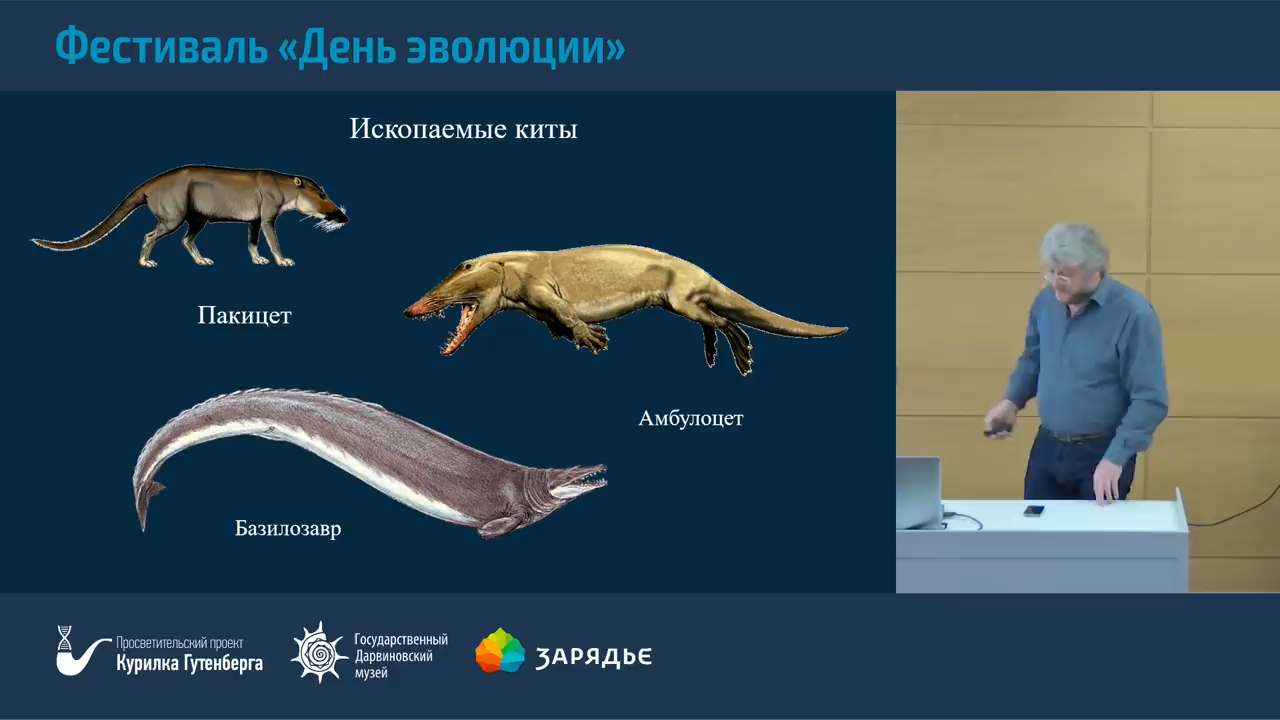 Фестиваль «День эволюции»
Ископаемые киты
Пакицет
Амбулоцет
Базилозавр
Просветительский проект
Курилка Гутенберга
Государственный
Дарвиновский
музей
ЗАРЯДЬЕ